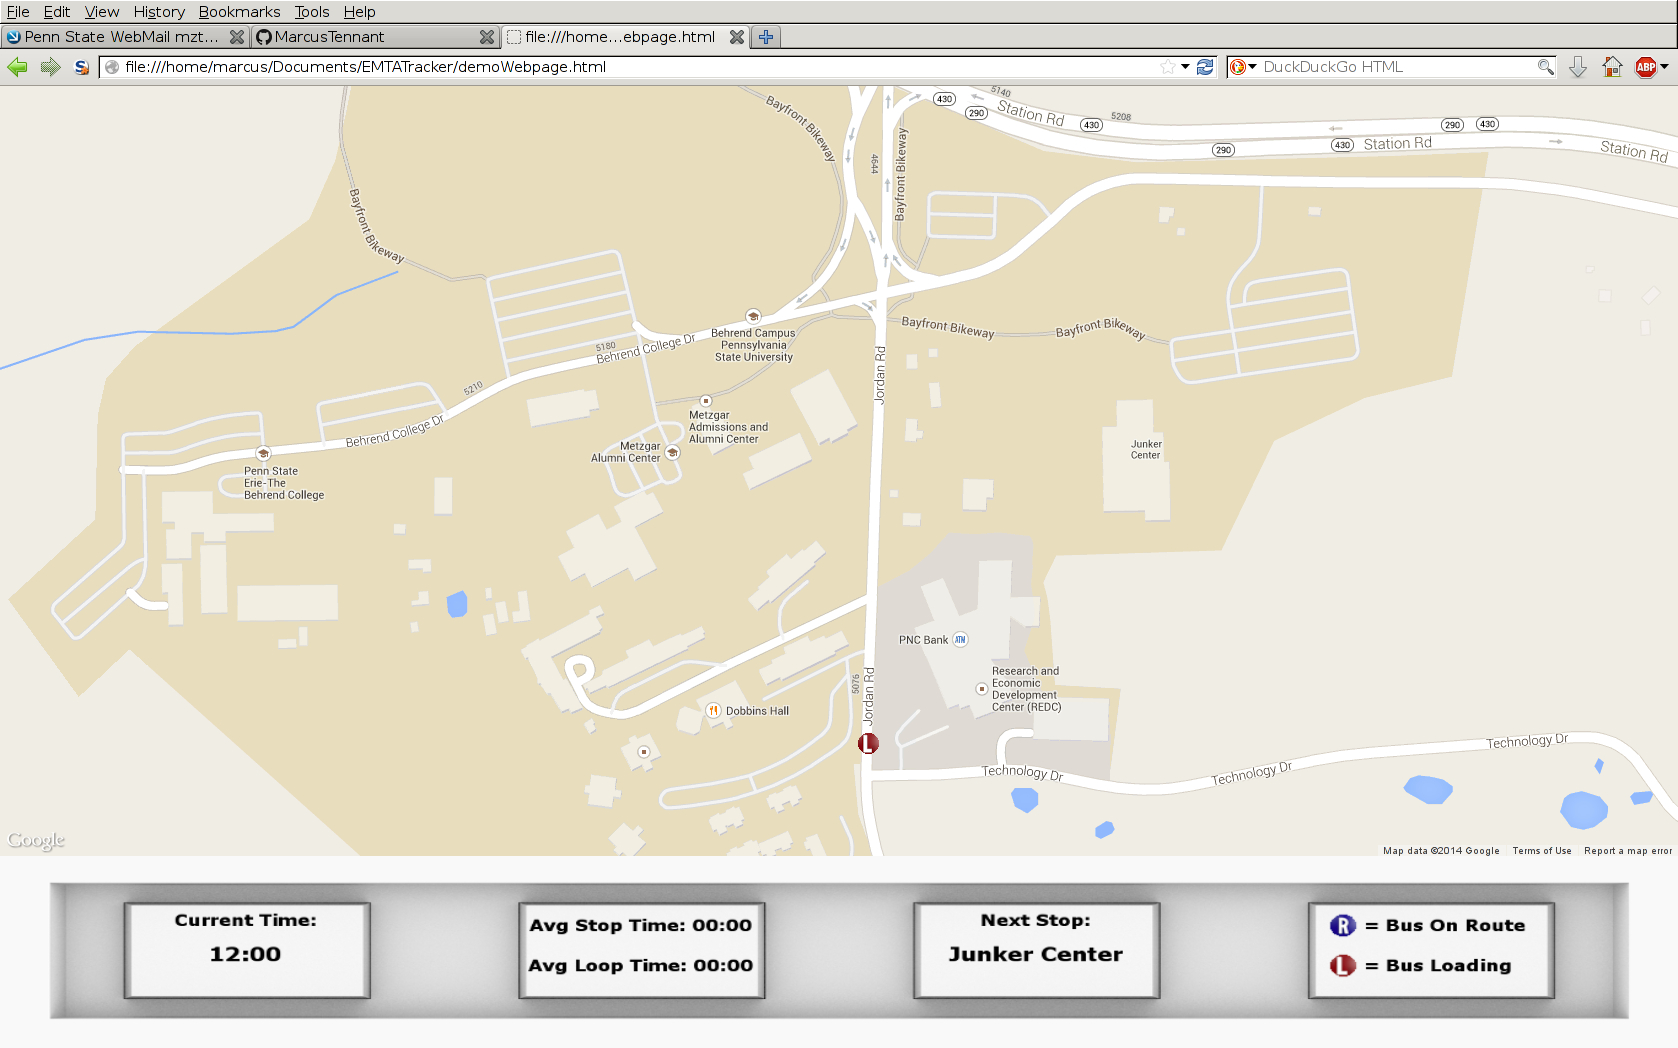 File Edit View History Bookmarks Tools Help
Penn State WebMail mzt... MarcusTennant file:///home...ebpage.html
file:///home/marcus/Documents/EMTATracker/demoWebpage.html DuckDuckGo HTML ABP
430
5140
290
Station Rd
430
5208
290
430
290
430
Station Rd
Station Rd
Bayfront Bikeway
4644
Bayfront Bikeway
Bayfront Bikeway
Behrend Campus
Pennsylvania
State University
Bayfront Bikeway
Bayfront Bikeway
5180
Behrend College Dr
5210
Jordan Rd
Metzgar
Admissions and
Alumni Center
Behrend College Dr
Metzgar
Alumni Center
Junker
Center
Penn State
Erie-The
Behrend College
PNC Bank
ATM
Research and
Economic
Development
Center (REDC)
5076
Jordan Rd
Dobbins Hall
L
Technology Dr
Technology Dr
Technology Dr
Google
Map data ©2014 Google Terms of Use Report a map error
Current Time:
12:00
Avg Stop Time: 00:00
Avg Loop Time: 00:00
Next Stop:
Junker Center
R = Bus On Route
L = Bus Loading